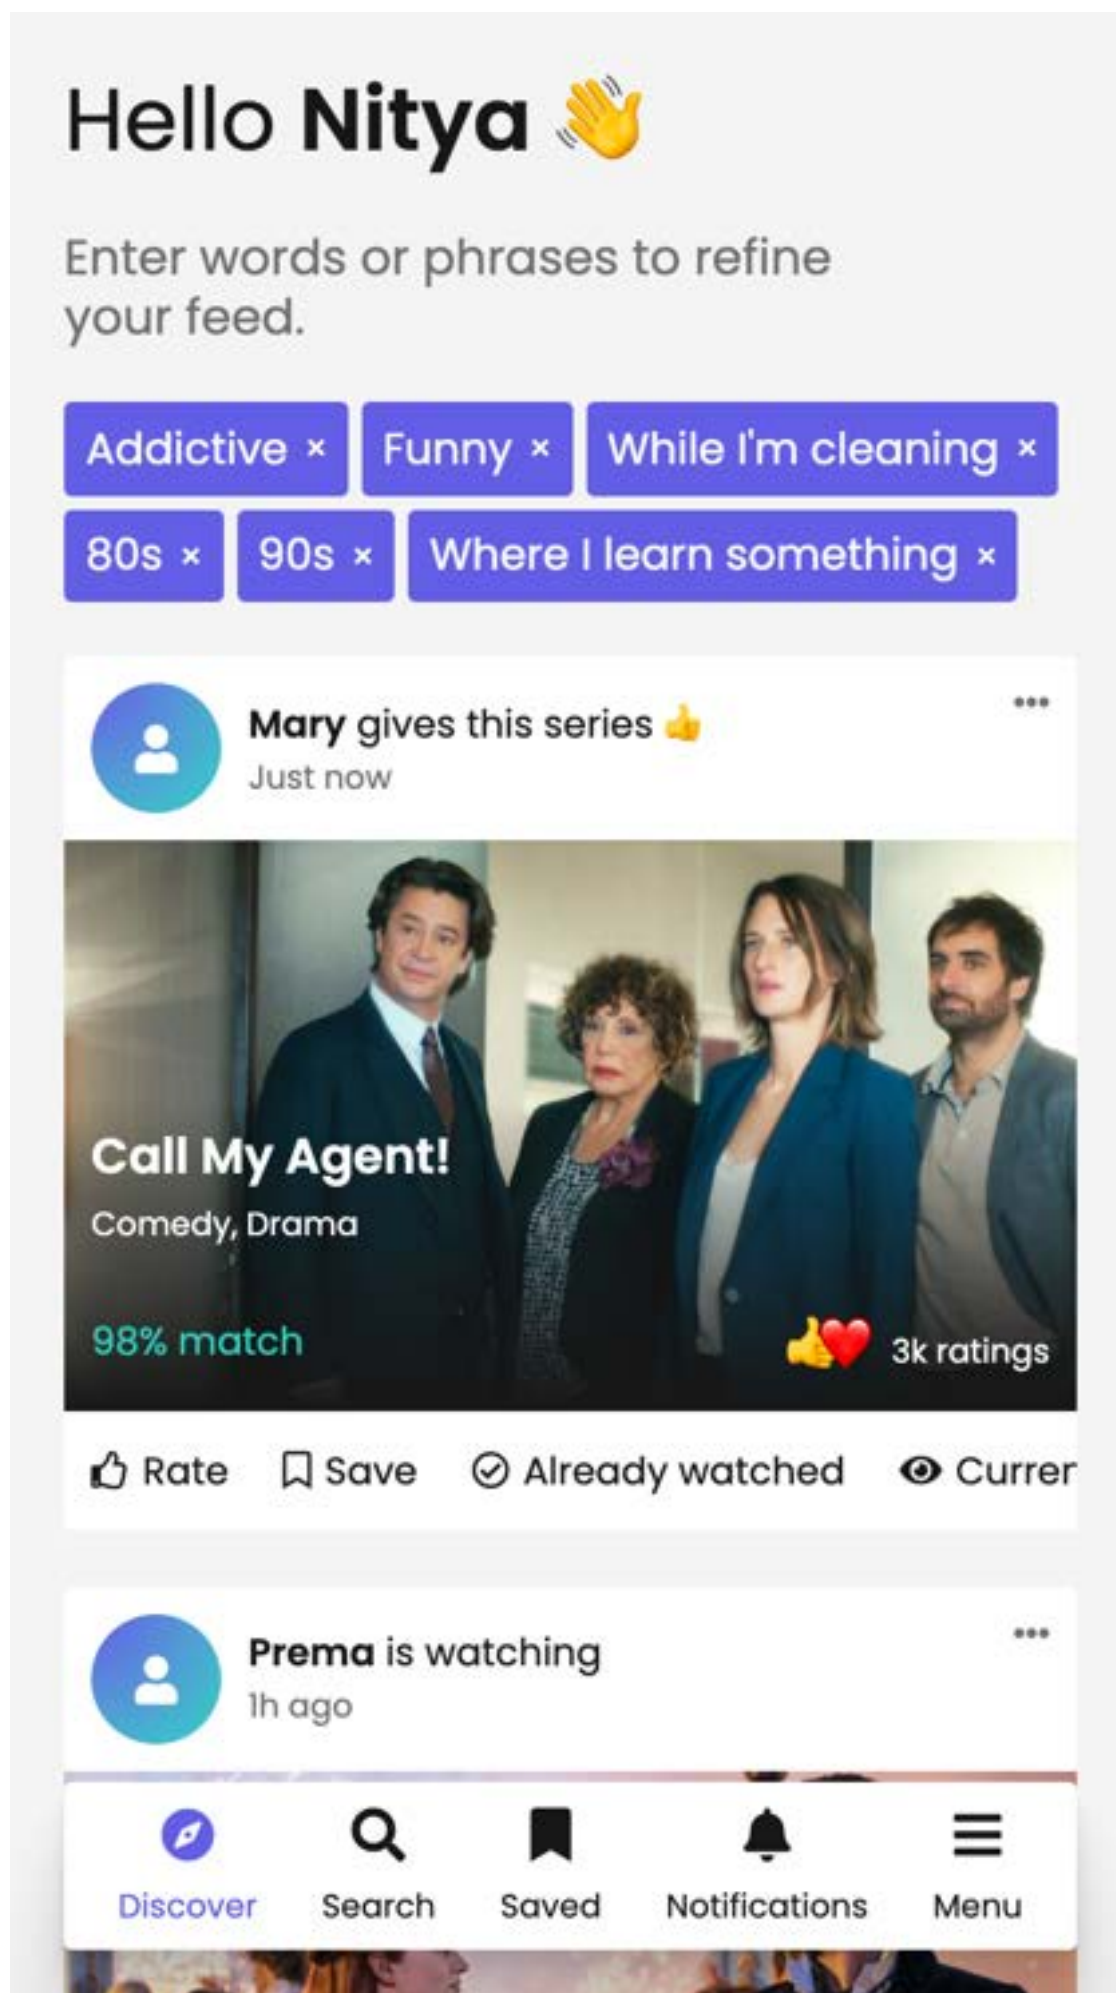 Hello Nitya 👋
Enter words or phrases to refine
your feed.
Addictive × Funny × While I'm cleaning ×
80s × 90s × Where I learn something ×
Mary gives this series 👍
Just now
Call My Agent!
Comedy, Drama
98% match 👍❤️ 3k ratings
Rate Save Already watched Curren
Prema is watching
1h ago
Discover Search Saved Notifications Menu